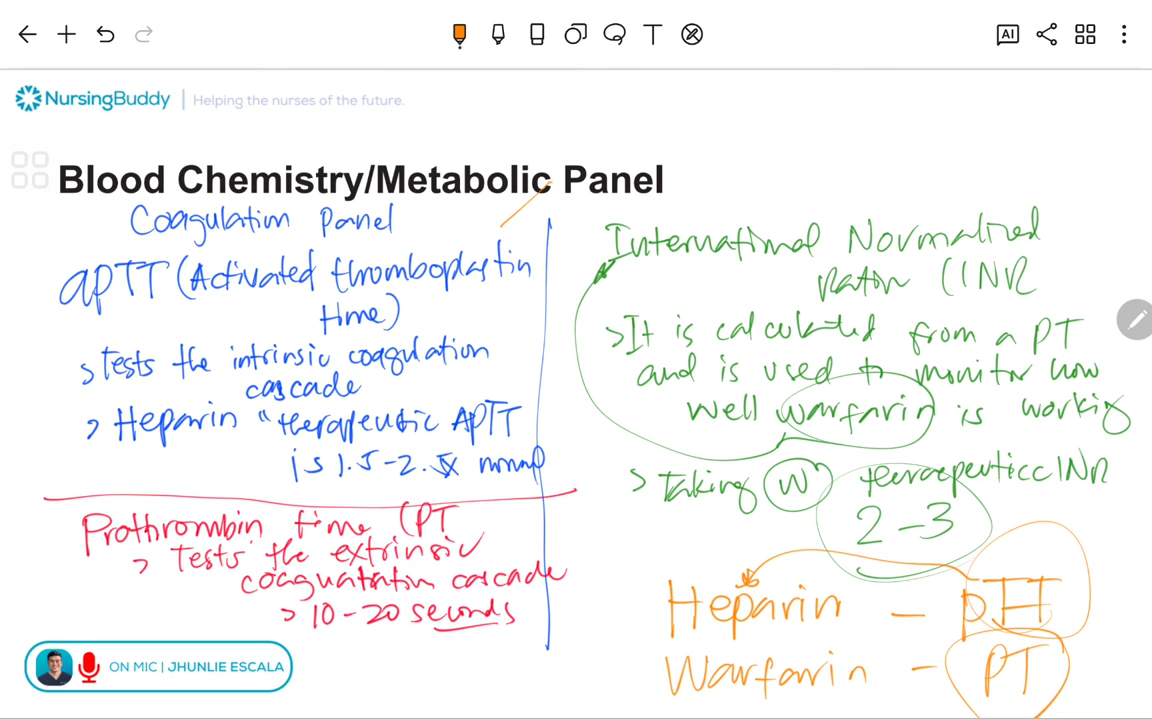 NursingBuddy | Helping the nurses of the future.
Blood Chemistry/Metabolic Panel
Coagulation Panel
aPTT (Activated thromboplastin
time)
> Tests the intrinsic coagulation
cascade
> Heparin "therapeutic APTT
is 1.5-2.5x normal
Prothrombin time (PT
> Tests the extrinsic
cascade
> 10-20 seconds
International Normalized
(INR
> It is calculated from a PT
and is used to monitor how
well warfarin is working
> Taking W therapeutic INR
2-3
Heparin - PTT
Warfarin - PT
ON MIC | JHUNLIE ESCALA
AI